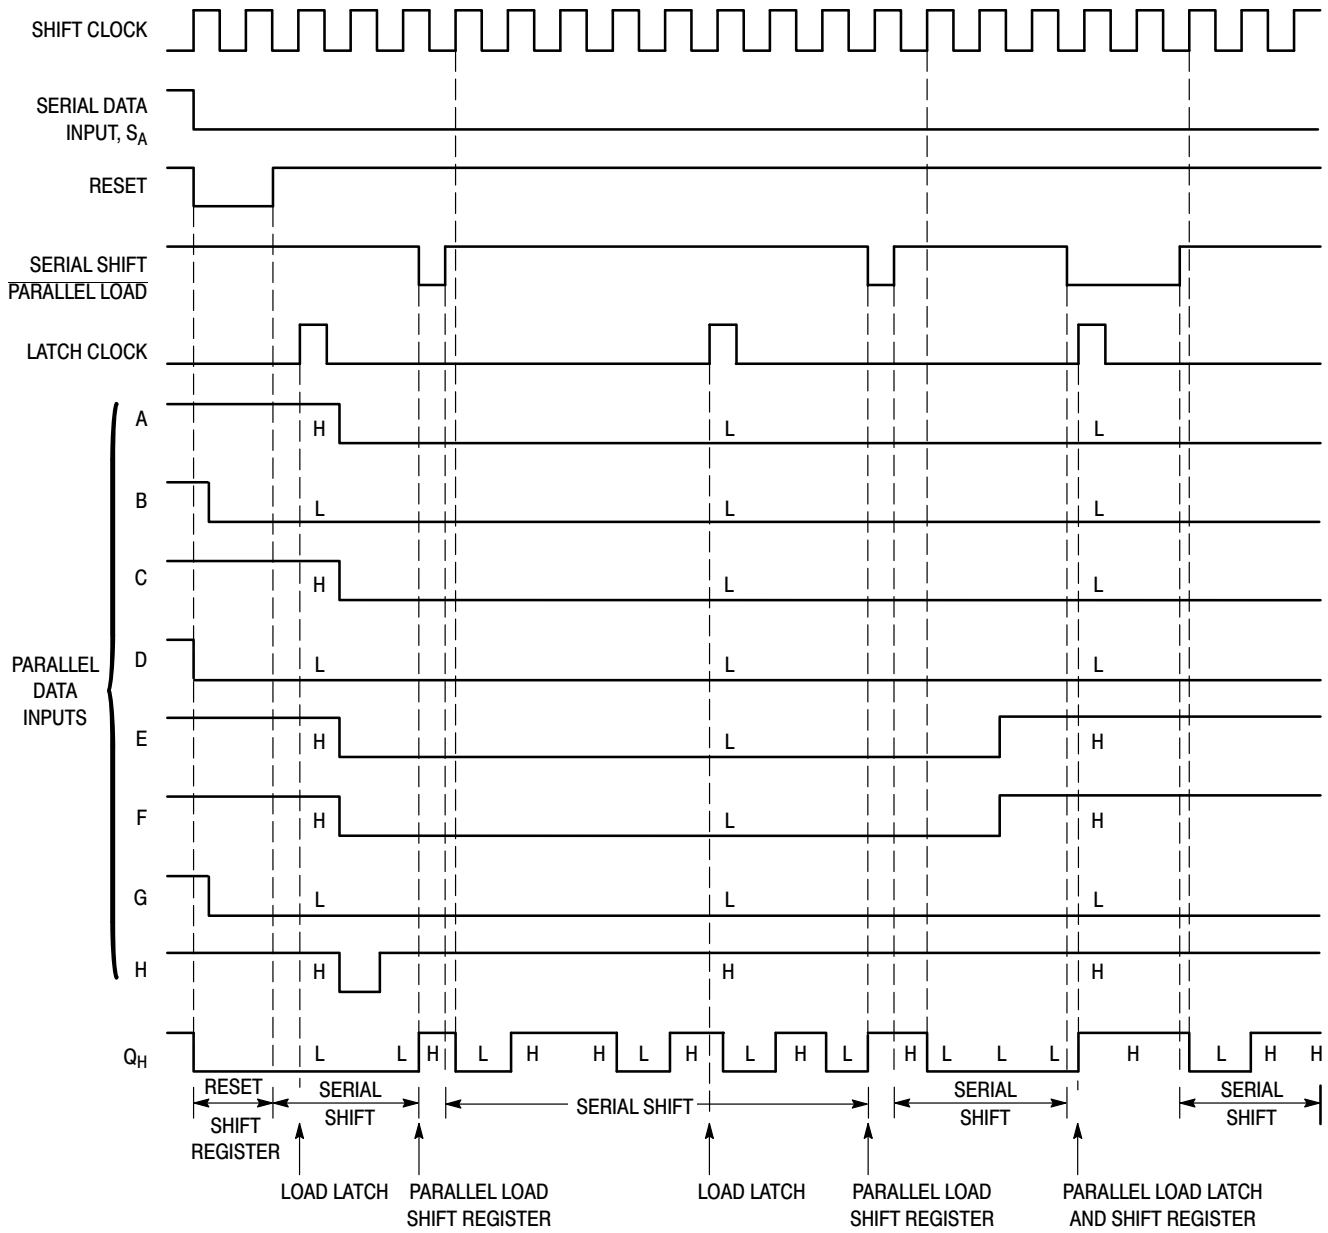 SHIFT CLOCK
SERIAL DATA
INPUT, SA
RESET
SERIAL SHIFT
PARALLEL LOAD
LATCH CLOCK
A
H L L
B
L L L
C
H L L
D
L L L
PARALLEL
DATA
INPUTS
E
H L H
F
H L H
G
L L L
H
H H H
QH
L L H L H H L H L H L H L L L H L H H
RESET
SHIFT
REGISTER
SERIAL
SHIFT
SERIAL SHIFT
SERIAL
SHIFT
SERIAL
SHIFT
LOAD LATCH
PARALLEL LOAD
SHIFT REGISTER
LOAD LATCH
PARALLEL LOAD
SHIFT REGISTER
PARALLEL LOAD LATCH
AND SHIFT REGISTER